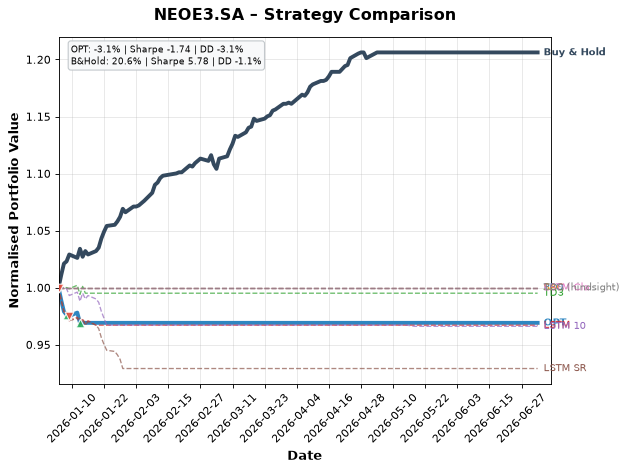 NEOE3.SA – Strategy Comparison
OPT: -3.1% | Sharpe -1.74 | DD -3.1%
B&Hold: 20.6% | Sharpe 5.78 | DD -1.1%
Buy & Hold
1.20
1.15
1.10
1.05
1.00
0.95
Normalised Portfolio Value
(Hindsight)
TD3
OPT
LSTM 10
LSTM SR
2026-01-10
2026-01-22
2026-02-03
2026-02-15
2026-02-27
2026-03-11
2026-03-23
2026-04-04
2026-04-16
2026-04-28
2026-05-10
2026-05-22
2026-06-03
2026-06-15
2026-06-27
Date